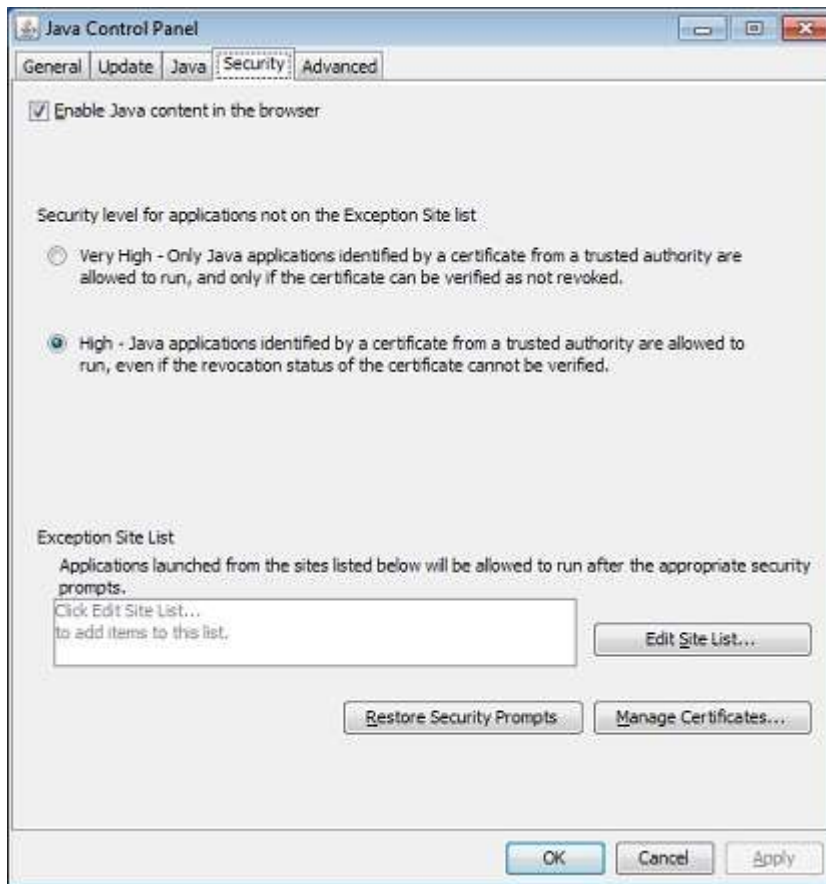 Java Control Panel
General Update Java Security Advanced
Enable Java content in the browser
Security level for applications not on the Exception Site list
Very High - Only Java applications identified by a certificate from a trusted authority are
allowed to run, and only if the certificate can be verified as not revoked.
High - Java applications identified by a certificate from a trusted authority are allowed to
run, even if the revocation status of the certificate cannot be verified.
Exception Site List
Applications launched from the sites listed below will be allowed to run after the appropriate security
prompts.
Click Edit Site List...
to add items to this list.
Edit Site List...
Restore Security Prompts Manage Certificates...
OK Cancel Apply